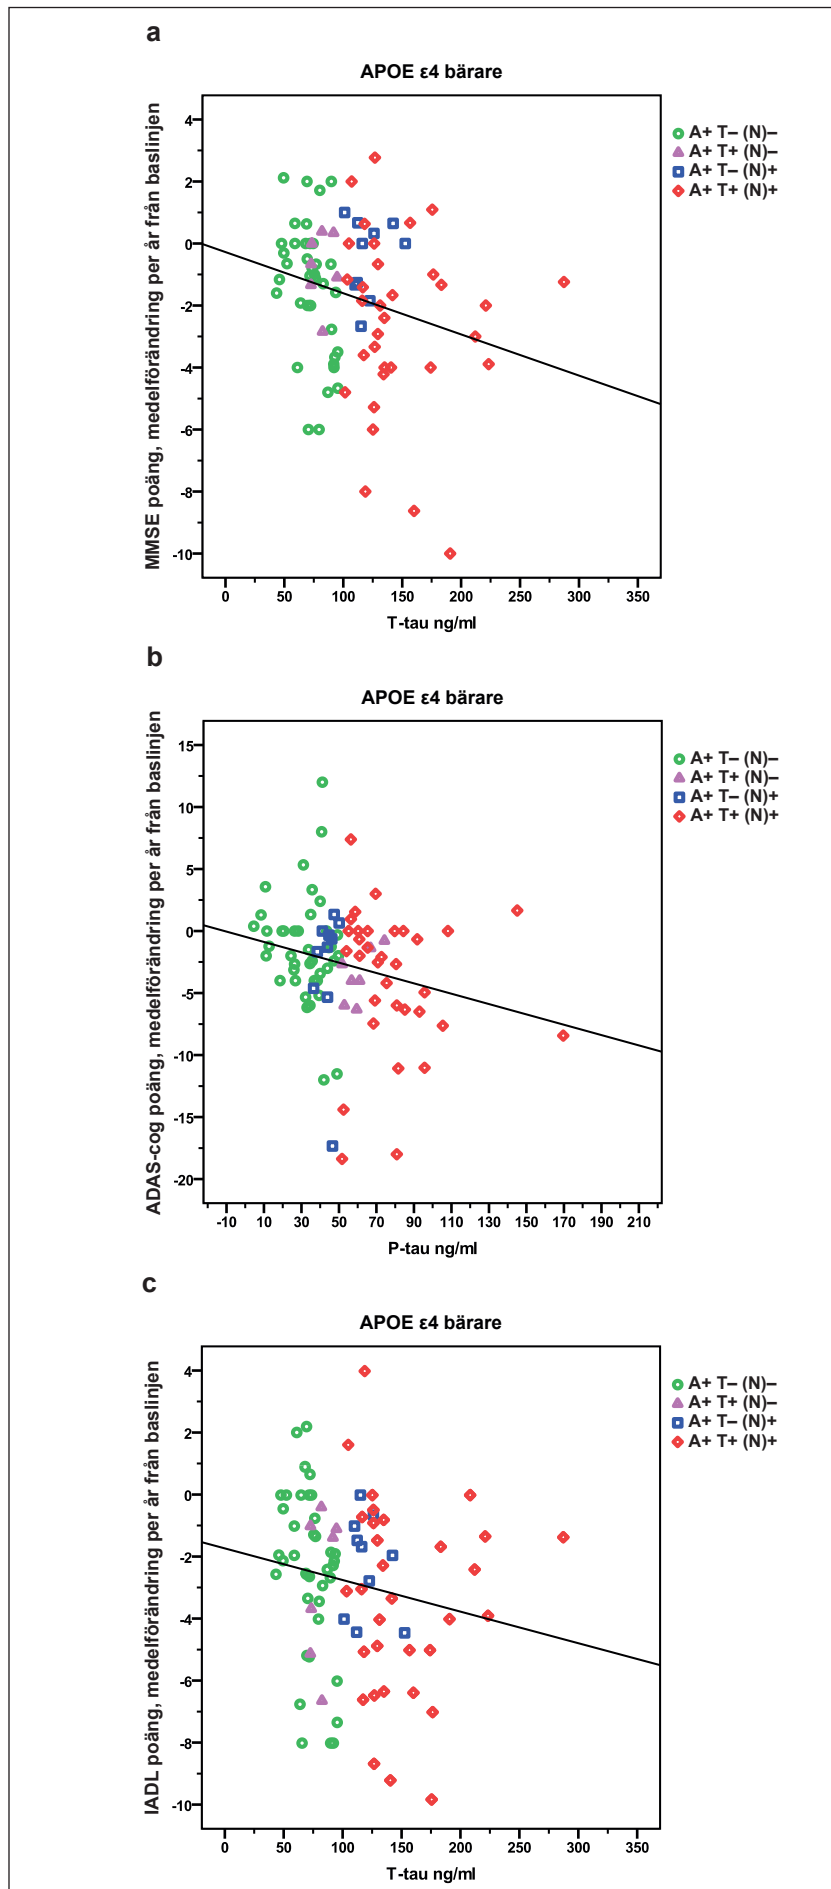 a
APOE ε4 bärare
MMSE poäng, medelförändring per år från baslinjen
4
2
0
-2
-4
-6
-8
-10
0 50 100 150 200 250 300 350
T-tau ng/ml
A+ T– (N)–
A+ T+ (N)–
A+ T– (N)+
A+ T+ (N)+
b
APOE ε4 bärare
ADAS-cog poäng, medelförändring per år från baslinjen
15
10
5
0
-5
-10
-15
-20
-10 10 30 50 70 90 110 130 150 170 190 210
P-tau ng/ml
A+ T– (N)–
A+ T+ (N)–
A+ T– (N)+
A+ T+ (N)+
c
APOE ε4 bärare
IADL poäng, medelförändring per år från baslinjen
4
2
0
-2
-4
-6
-8
-10
0 50 100 150 200 250 300 350
T-tau ng/ml
A+ T– (N)–
A+ T+ (N)–
A+ T– (N)+
A+ T+ (N)+